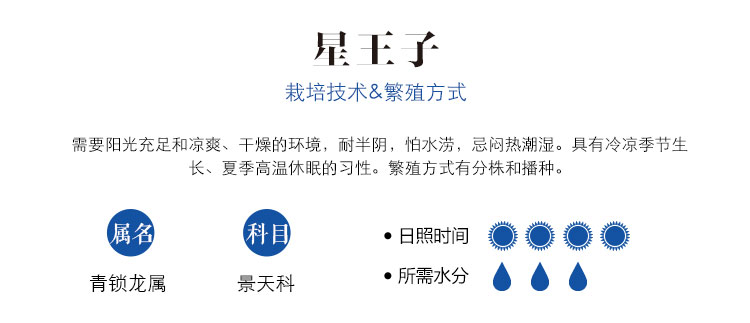 星王子
栽培技术&繁殖方式
需要阳光充足和凉爽、干燥的环境，耐半阴，怕水涝，忌闷热潮湿。具有冷凉季节生
长、夏季高温休眠的习性。繁殖方式有分株和播种。
属名
科目
青锁龙属
景天科
• 日照时间
• 所需水分